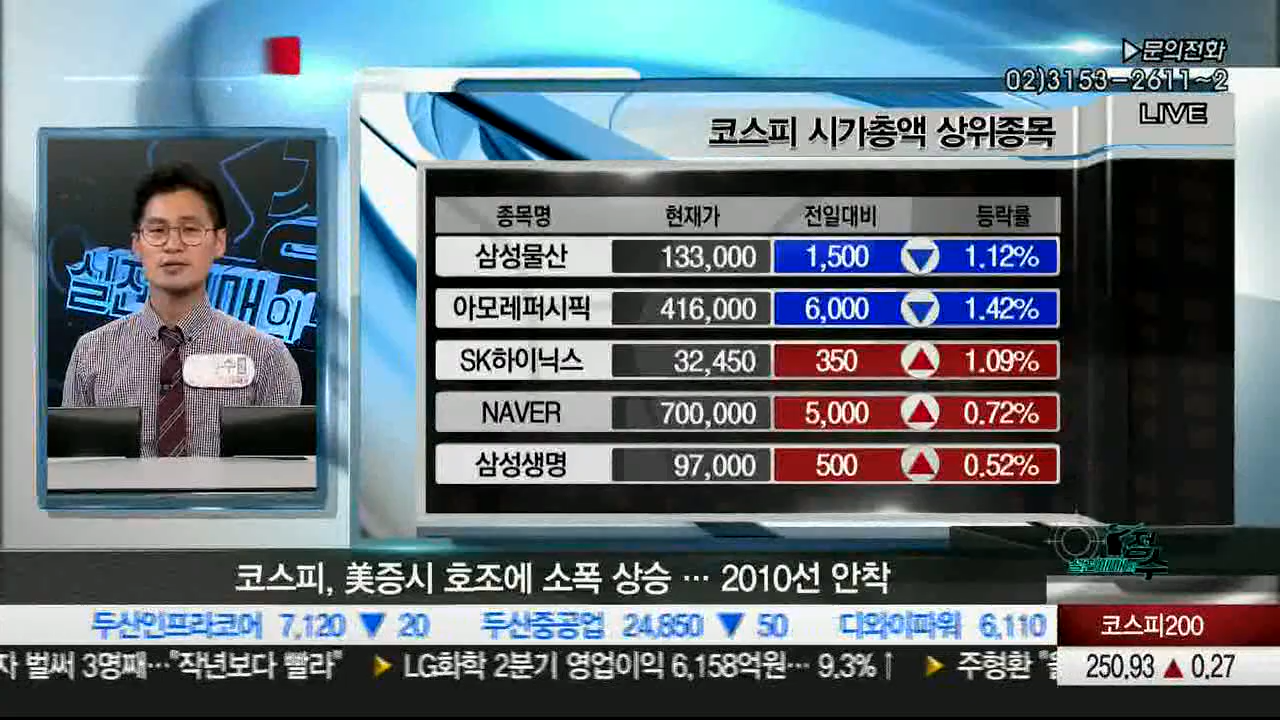 ▶문의전화
02)3153-2611~2
LIVE
코스피 시가총액 상위종목
종목명 현재가 전일대비 등락률
삼성물산 133,000 1,500 ▼ 1.12%
아모레퍼시픽 416,000 6,000 ▼ 1.42%
SK하이닉스 32,450 350 ▲ 1.09%
NAVER 700,000 5,000 ▲ 0.72%
삼성생명 97,000 500 ▲ 0.52%
코스피, 美증시 호조에 소폭 상승 … 2010선 안착
두산인프라코어 7,120 ▼ 20 두산중공업 24,850 ▼ 50 디와이파워 6,110
코스피200
자 벌써 3명째…"작년보다 빨라" ▶ LG화학 2분기 영업이익 6,158억원… 9.3%↑ ▶ 주형환 "
250.93 ▲ 0.27